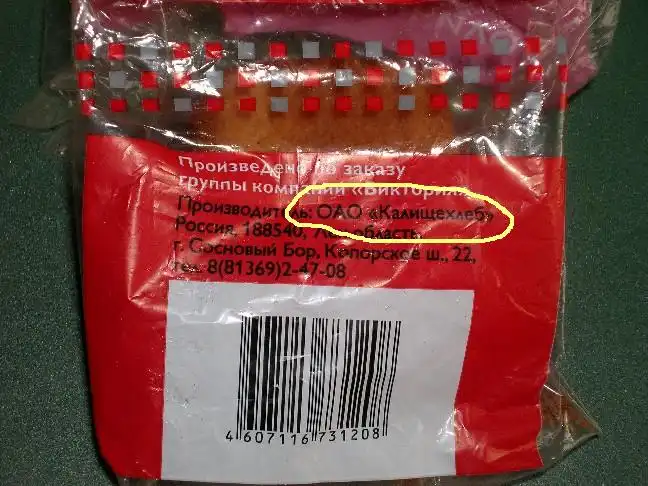 Произведено по заказу
группы компаний «Виктория»
Производитель: ОАО «Калищехлеб»
Россия, 188540, Лен.область,
г. Сосновый Бор, Копорское ш., 22,
тел. 8(81369)2-47-08
4 607116 731208